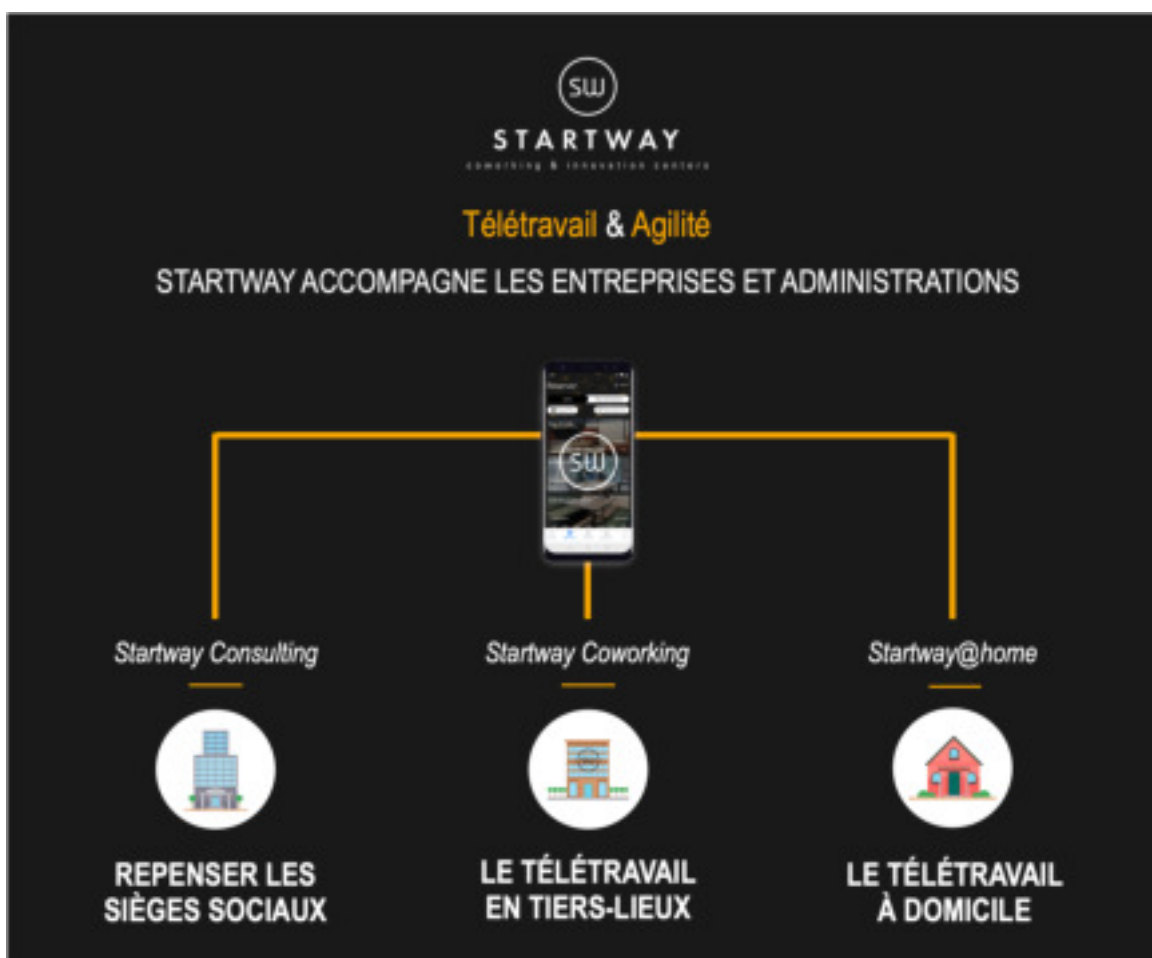 SW
STARTWAY
coworking & innovation centers
Télétravail & Agilité
STARTWAY ACCOMPAGNE LES ENTREPRISES ET ADMINISTRATIONS
Réserver
SW
Startway Consulting
Startway Coworking
Startway@home
REPENSER LES
SIÈGES SOCIAUX
LE TÉLÉTRAVAIL
EN TIERS-LIEUX
LE TÉLÉTRAVAIL
À DOMICILE